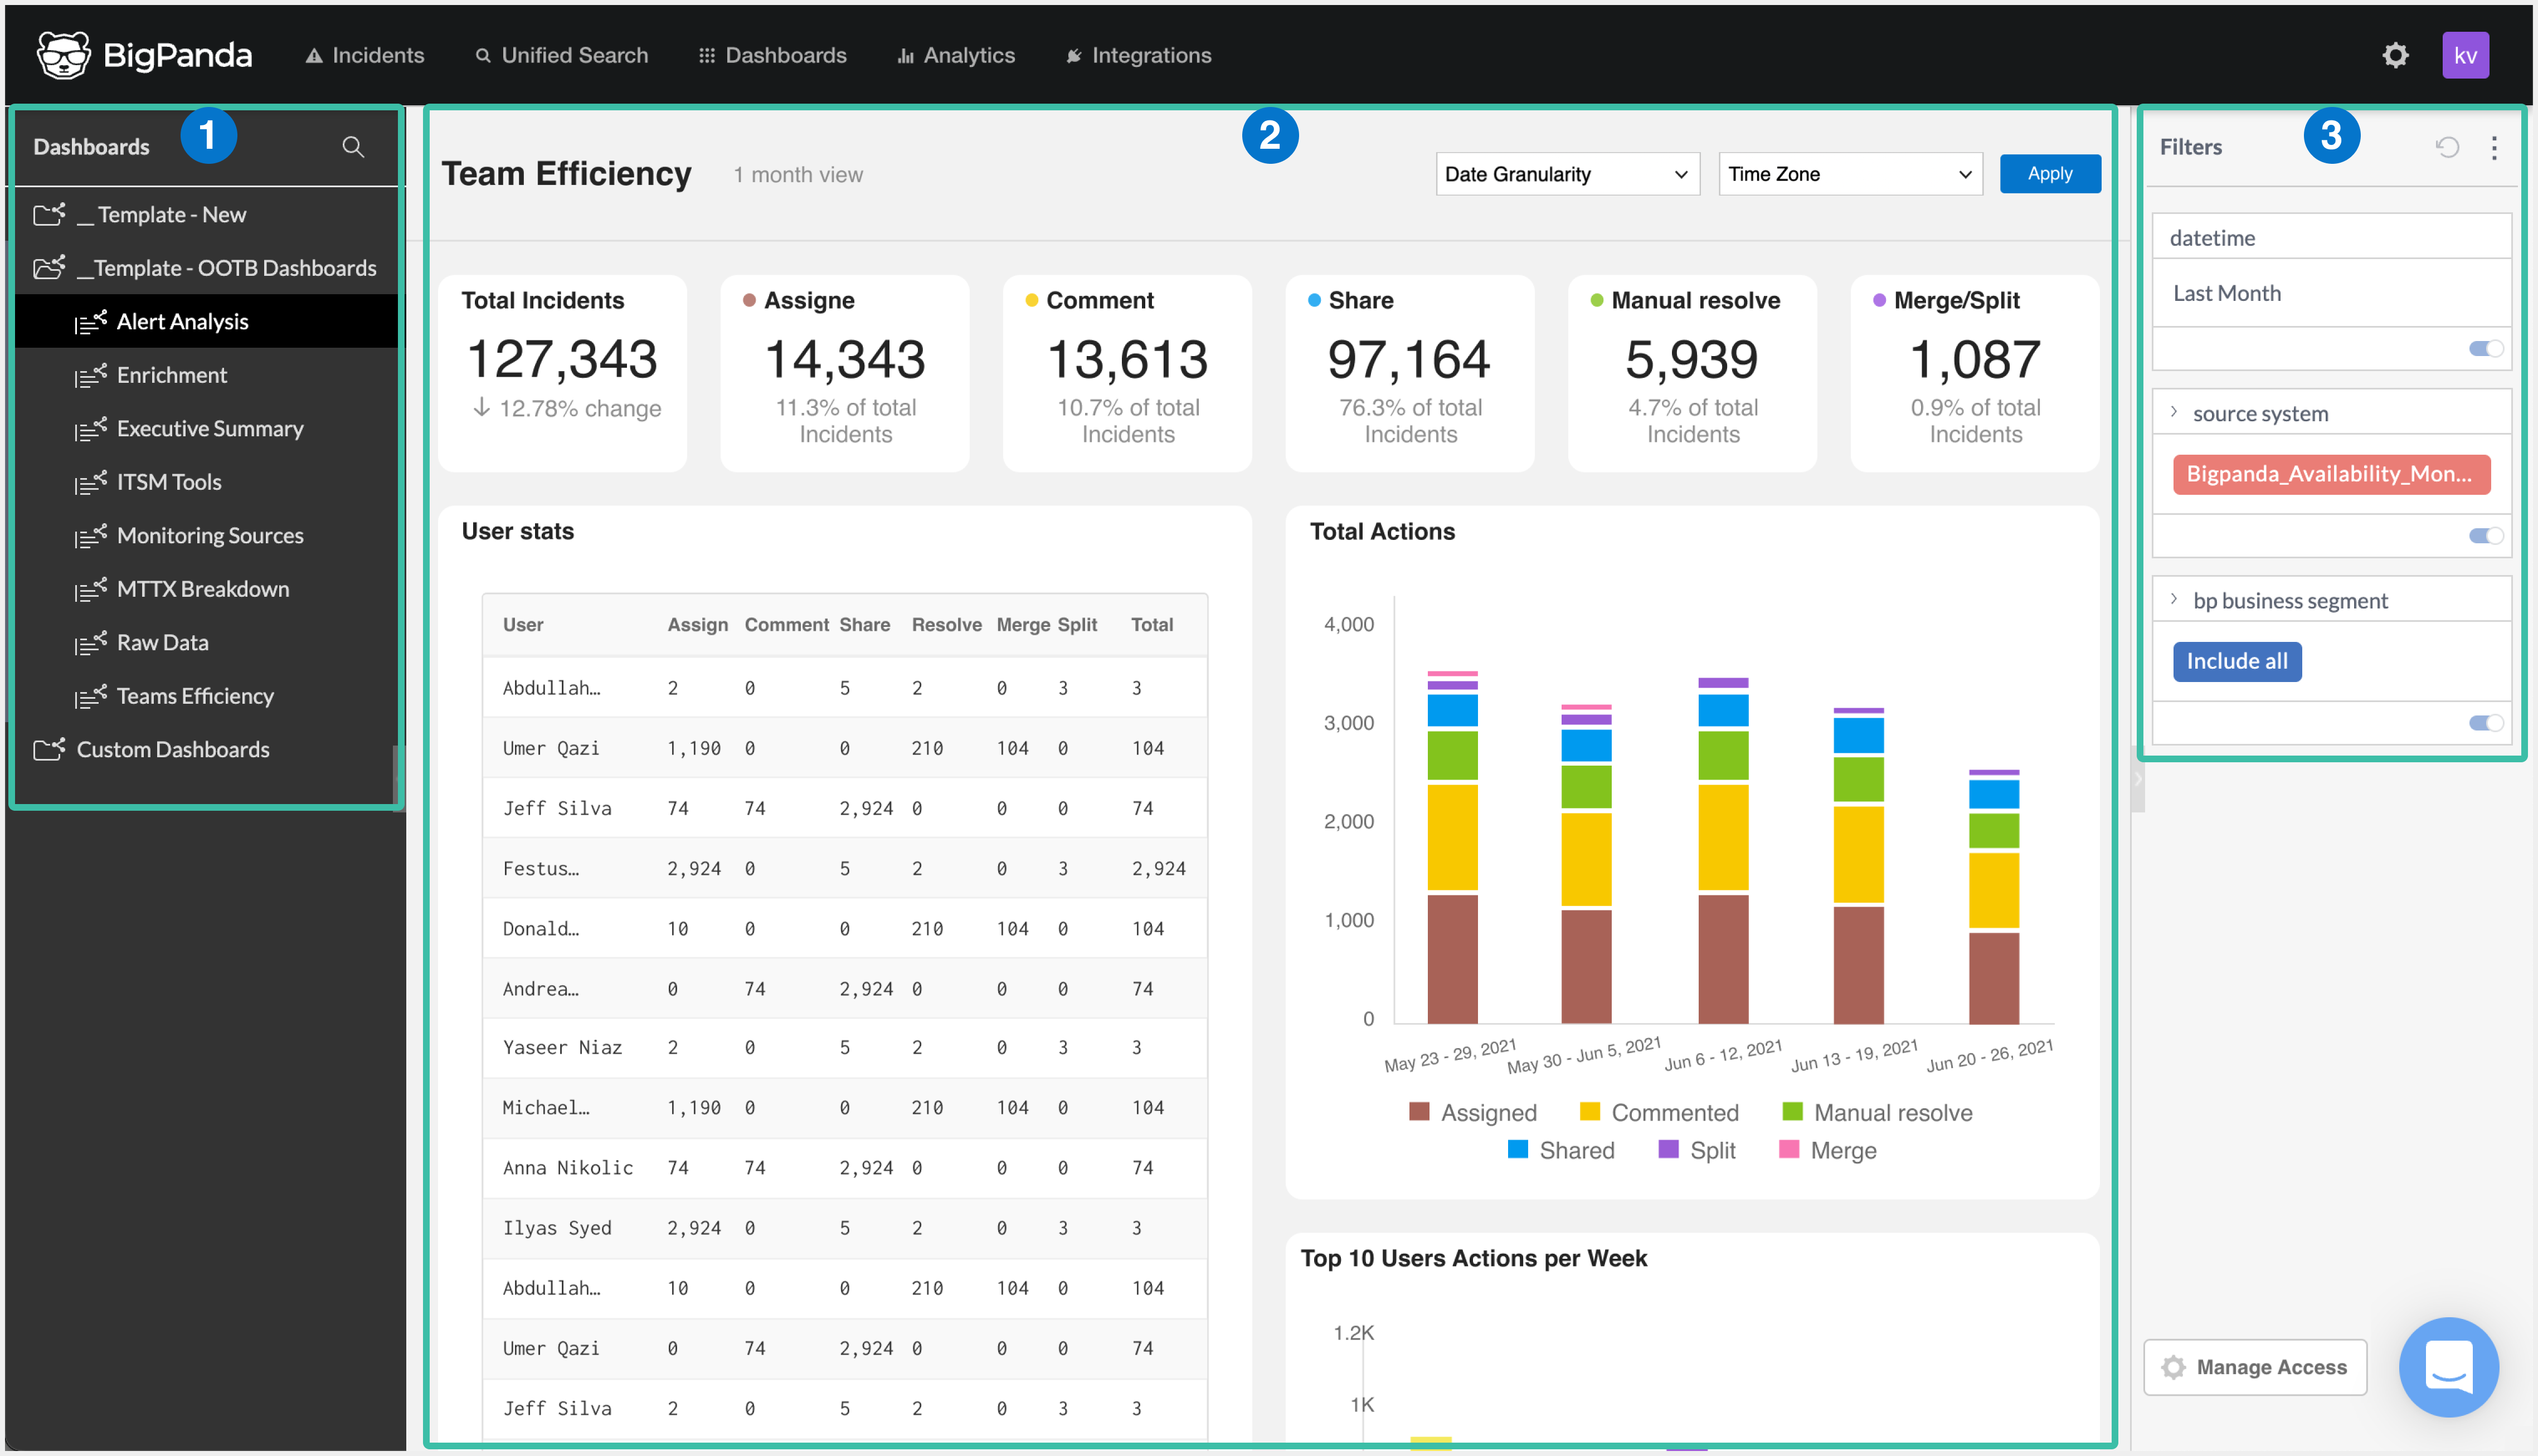 BigPanda Incidents Unified Search Dashboards Analytics Integrations kv
Dashboards 1
__ Template - New
__Template - OOTB Dashboards
Alert Analysis
Enrichment
Executive Summary
ITSM Tools
Monitoring Sources
MTTX Breakdown
Raw Data
Teams Efficiency
Custom Dashboards
2
Team Efficiency 1 month view Date Granularity Time Zone Apply
Total Incidents
127,343
12.78% change
Assigne
14,343
11.3% of total
Incidents
Comment
13,613
10.7% of total
Incidents
Share
97,164
76.3% of total
Incidents
Manual resolve
5,939
4.7% of total
Incidents
Merge/Split
1,087
0.9% of total
Incidents
User stats
User Assign Comment Share Resolve Merge Split Total
Abdullah… 2 0 5 2 0 3 3
Umer Qazi 1,190 0 0 210 104 0 104
Jeff Silva 74 74 2,924 0 0 0 74
Festus… 2,924 0 5 2 0 3 2,924
Donald… 10 0 0 210 104 0 104
Andrea… 0 74 2,924 0 0 0 74
Yaseer Niaz 2 0 5 2 0 3 3
Michael… 1,190 0 0 210 104 0 104
Anna Nikolic 74 74 2,924 0 0 0 74
Ilyas Syed 2,924 0 5 2 0 3 3
Abdullah… 10 0 0 210 104 0 104
Umer Qazi 0 74 2,924 0 0 0 74
Jeff Silva 2 0 5 2 0 3 3
Total Actions
4,000
3,000
2,000
1,000
0
May 23 - 29, 2021 May 30 - Jun 5, 2021 Jun 6 - 12, 2021 Jun 13 - 19, 2021 Jun 20 - 26, 2021
Assigned Commented Manual resolve
Shared Split Merge
Top 10 Users Actions per Week
1.2K
1K
Filters 3
datetime
Last Month
source system
Bigpanda_Availability_Mon...
bp business segment
Include all
Manage Access